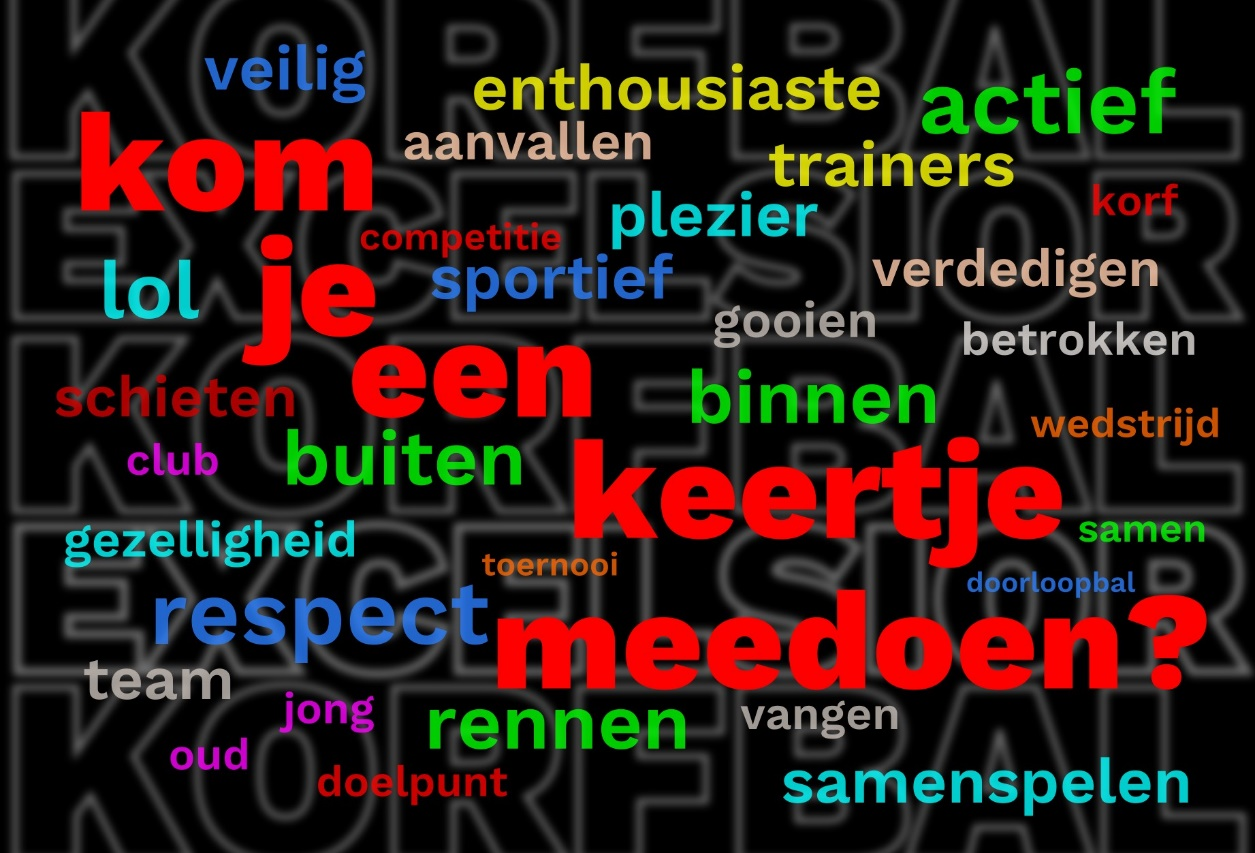 KORFBAL
veilig
enthousiaste
actief
aanvallen
trainers
kom
EXCELSIOR
korf
plezier
competitie
je
sportief
verdedigen
lol
gooien
betrokken
KORFBAL
een
schieten
binnen
wedstrijd
club
buiten
keertje
samen
gezelligheid
EXCELSIOR
toernooi
doorloopbal
respect
meedoen?
team
KORFBAL
jong
rennen
vangen
oud
doelpunt
samenspelen